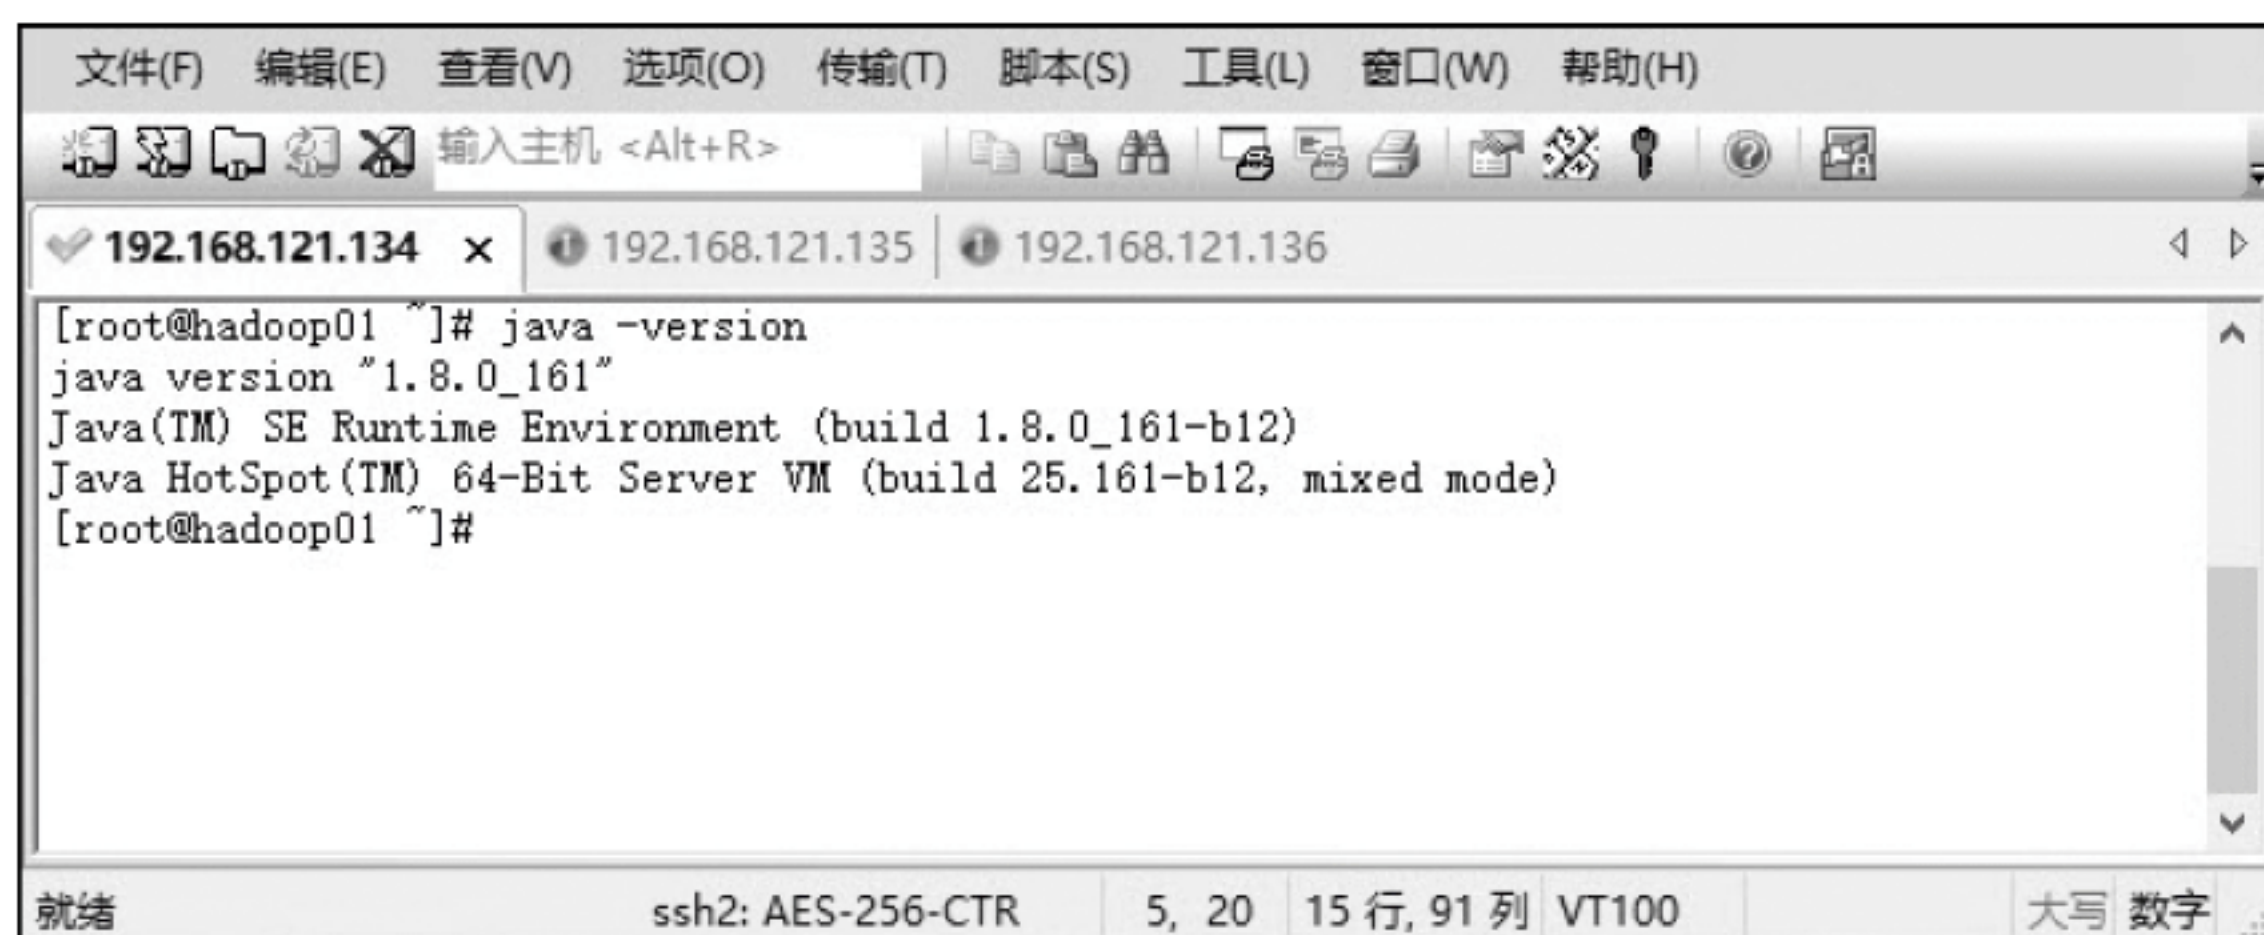 文件(F) 编辑(E) 查看(V) 选项(O) 传输(T) 脚本(S) 工具(L) 窗口(W) 帮助(H)
输入主机 <Alt+R>
192.168.121.134 x 192.168.121.135 192.168.121.136
[root@hadoop01 ~]# java -version
java version "1.8.0_161"
Java(TM) SE Runtime Environment (build 1.8.0_161-b12)
Java HotSpot(TM) 64-Bit Server VM (build 25.161-b12, mixed mode)
[root@hadoop01 ~]#
就绪 ssh2: AES-256-CTR 5, 20 15 行, 91 列 VT100 大写 数字